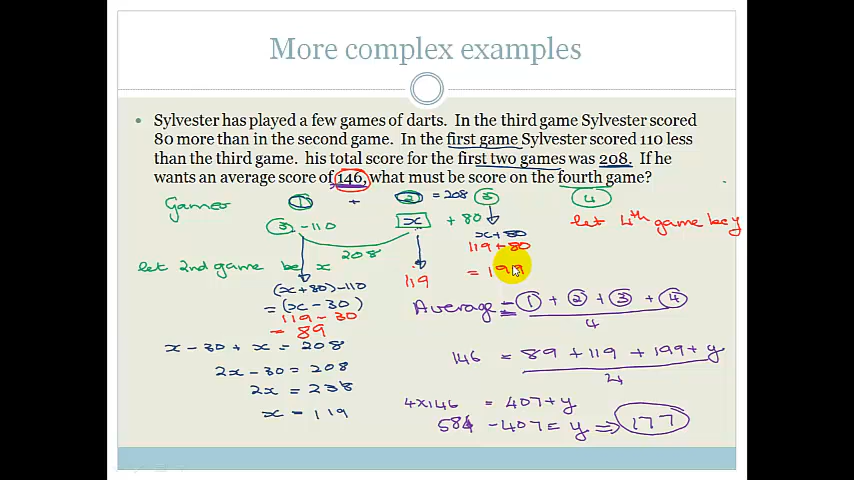 More complex examples
• Sylvester has played a few games of darts. In the third game Sylvester scored
80 more than in the second game. In the first game Sylvester scored 110 less
than the third game. his total score for the first two games was 208. If he
wants an average score of 146, what must be score on the fourth game?
Games ① + ② = 208 ③ ④
③ - 110 x + 80 let 4th game be y
208 x + 80
let 2nd game be x 119 + 80
(x + 80) - 110 119 = 199
= (x - 30) Average = ① + ② + ③ + ④
119 - 30 4
= 89
x - 30 + x = 208 146 = 89 + 119 + 199 + y
2x - 30 = 208 4
2x = 238 4x146 = 407 + y
x = 119 584 - 407 = y ⇒ 177